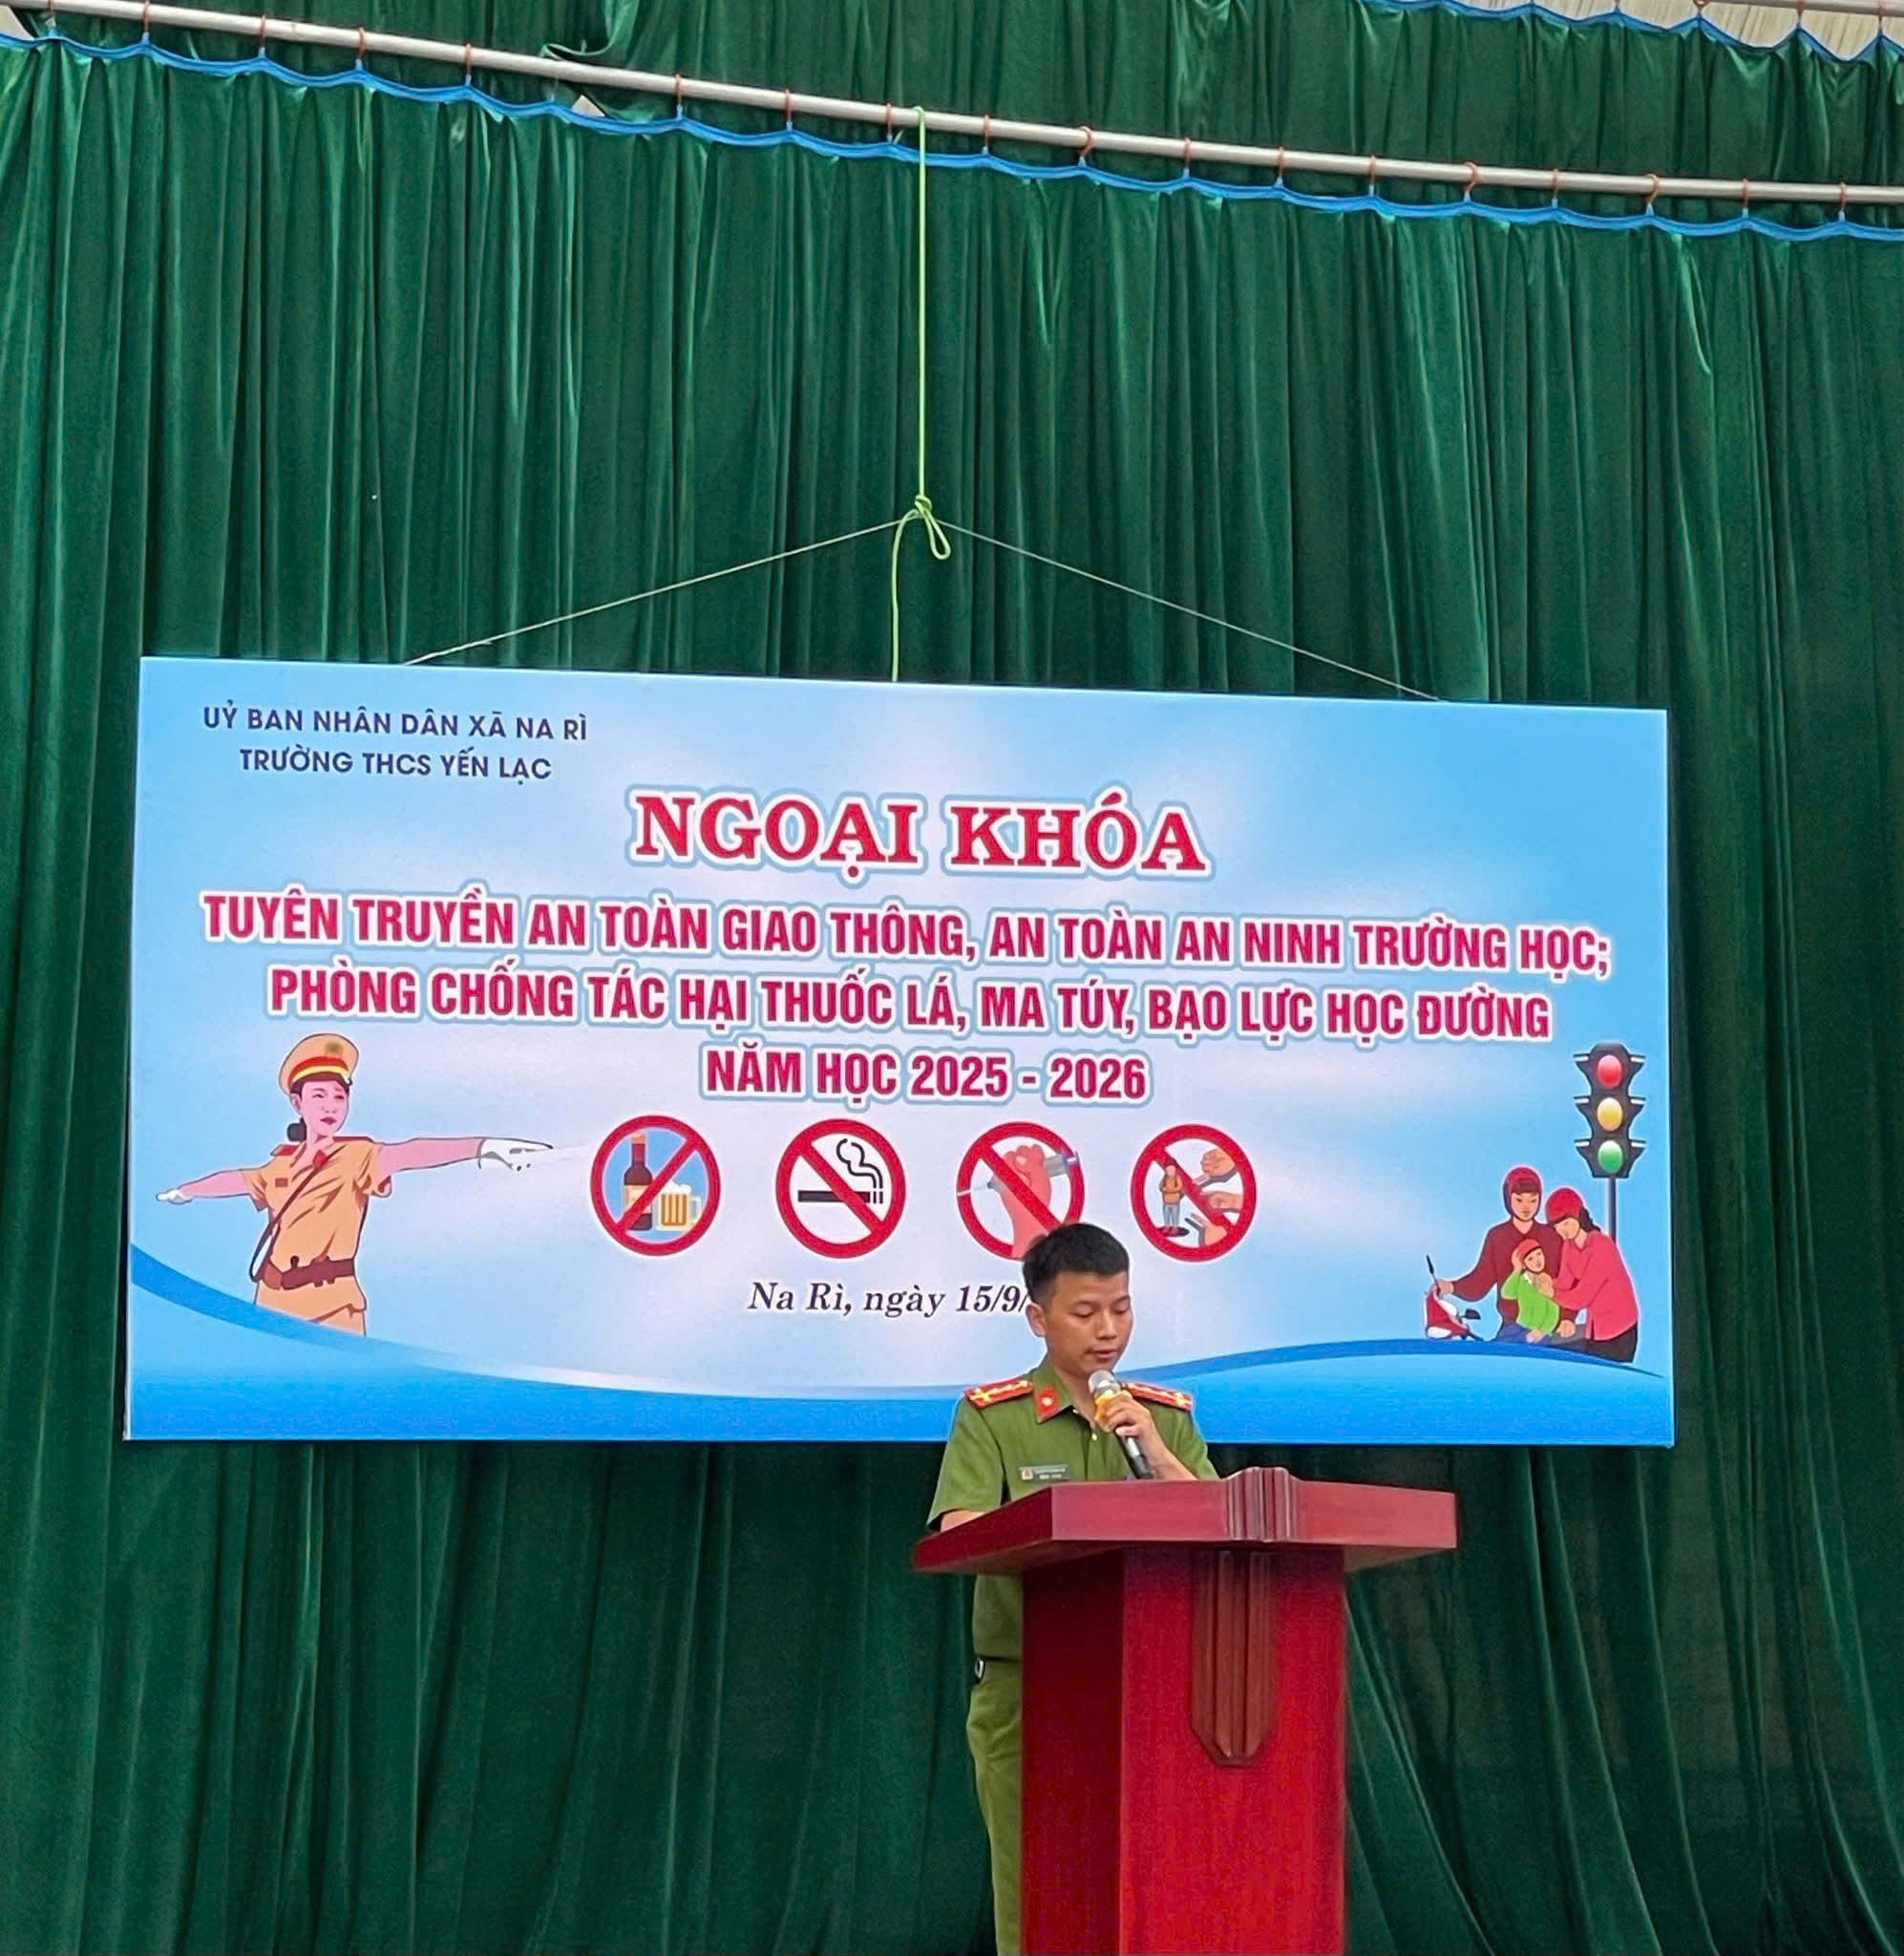 UỶ BAN NHÂN DÂN XÃ NA RÌ
TRƯỜNG THCS YẾN LẠC
NGOẠI KHÓA
TUYÊN TRUYỀN AN TOÀN GIAO THÔNG, AN TOÀN AN NINH TRƯỜNG HỌC;
PHÒNG CHỐNG TÁC HẠI THUỐC LÁ, MA TÚY, BẠO LỰC HỌC ĐƯỜNG
NĂM HỌC 2025 - 2026
Na Rì, ngày 15/9/